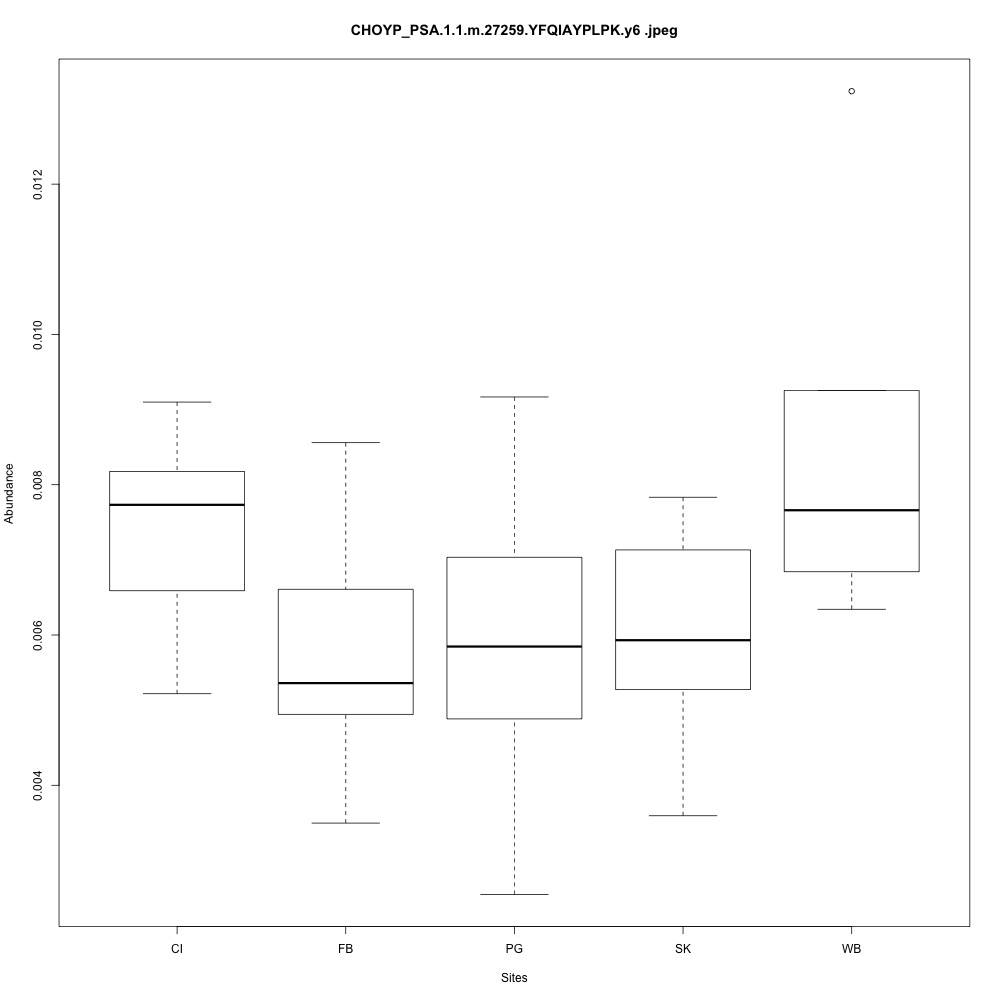 CHOYP_PSA.1.1.m.27259.YFQIAYPLPK.y6 .jpeg
Abundance
0.012
0.010
0.008
0.006
0.004
CI FB PG SK WB
Sites